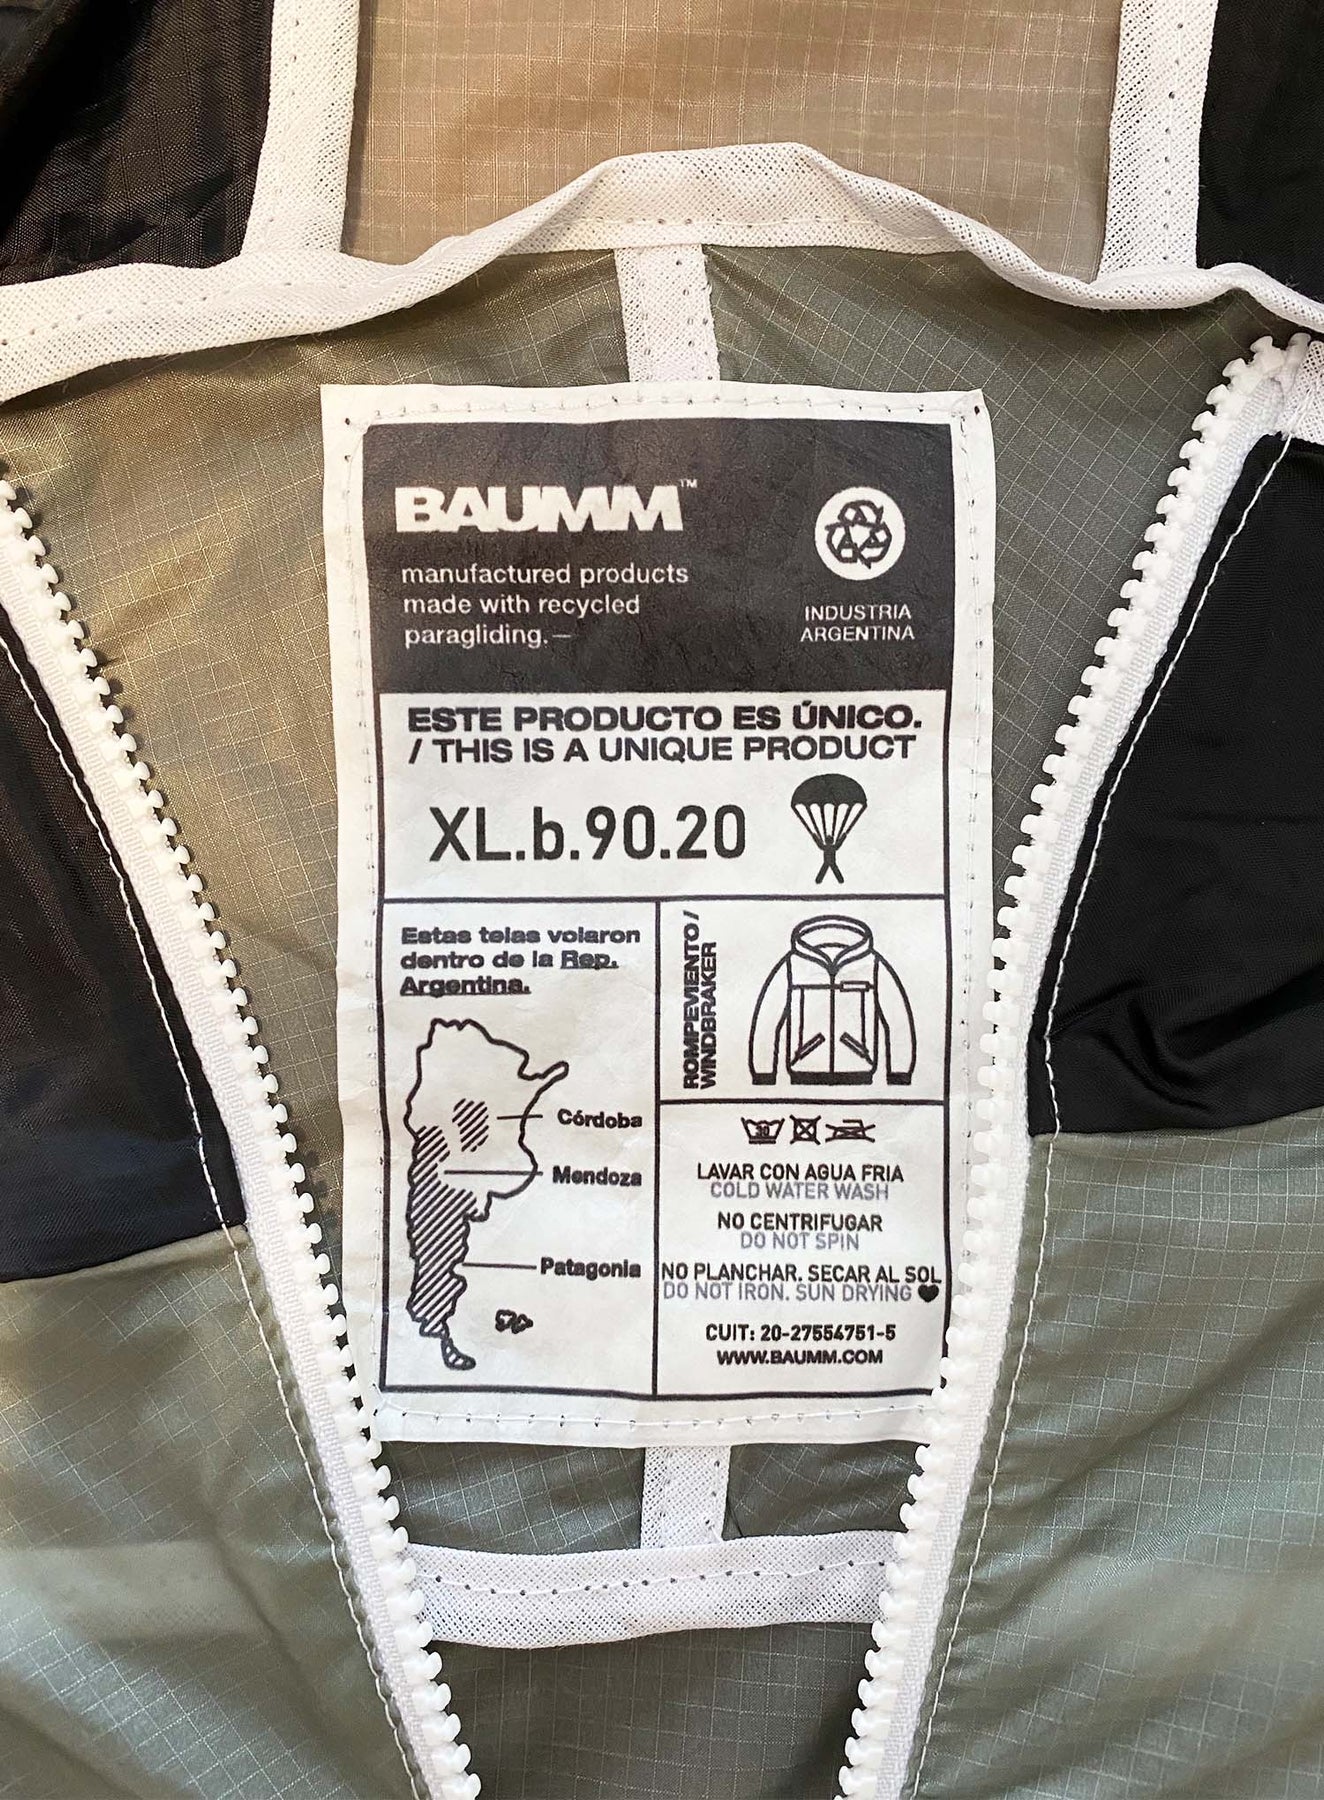 BAUMM™
manufactured products
made with recycled
paragliding.—
INDUSTRIA
ARGENTINA
ESTE PRODUCTO ES ÚNICO.
/ THIS IS A UNIQUE PRODUCT
XL.b.90.20
Estas telas volaron
dentro de la Rep.
Argentina.
Córdoba
Mendoza
Patagonia
ROMPEVIENTO/
WINDBRAKER
30
LAVAR CON AGUA FRIA
COLD WATER WASH
NO CENTRIFUGAR
DO NOT SPIN
NO PLANCHAR. SECAR AL SOL
DO NOT IRON. SUN DRYING
CUIT: 20-27554751-5
WWW.BAUMM.COM